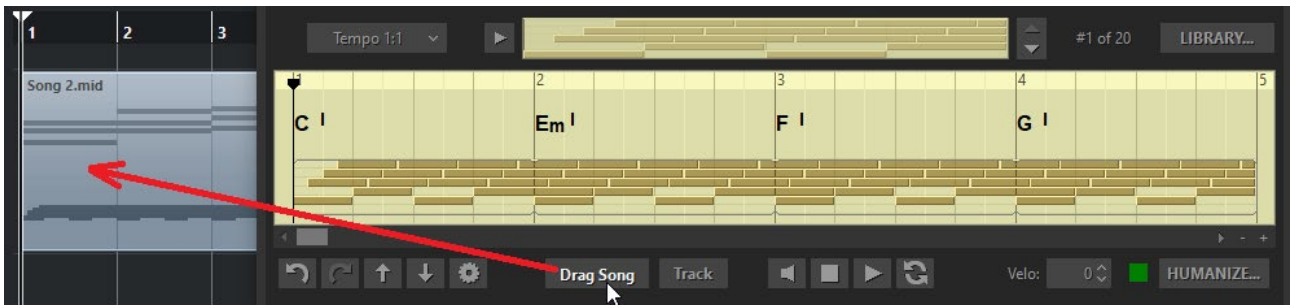 1 2 3
Song 2.mid
Tempo 1:1
#1 of 20
LIBRARY...
1 2 3 4 5
C I Em I F I G I
Drag Song
Track
Velo:
0
HUMANIZE...